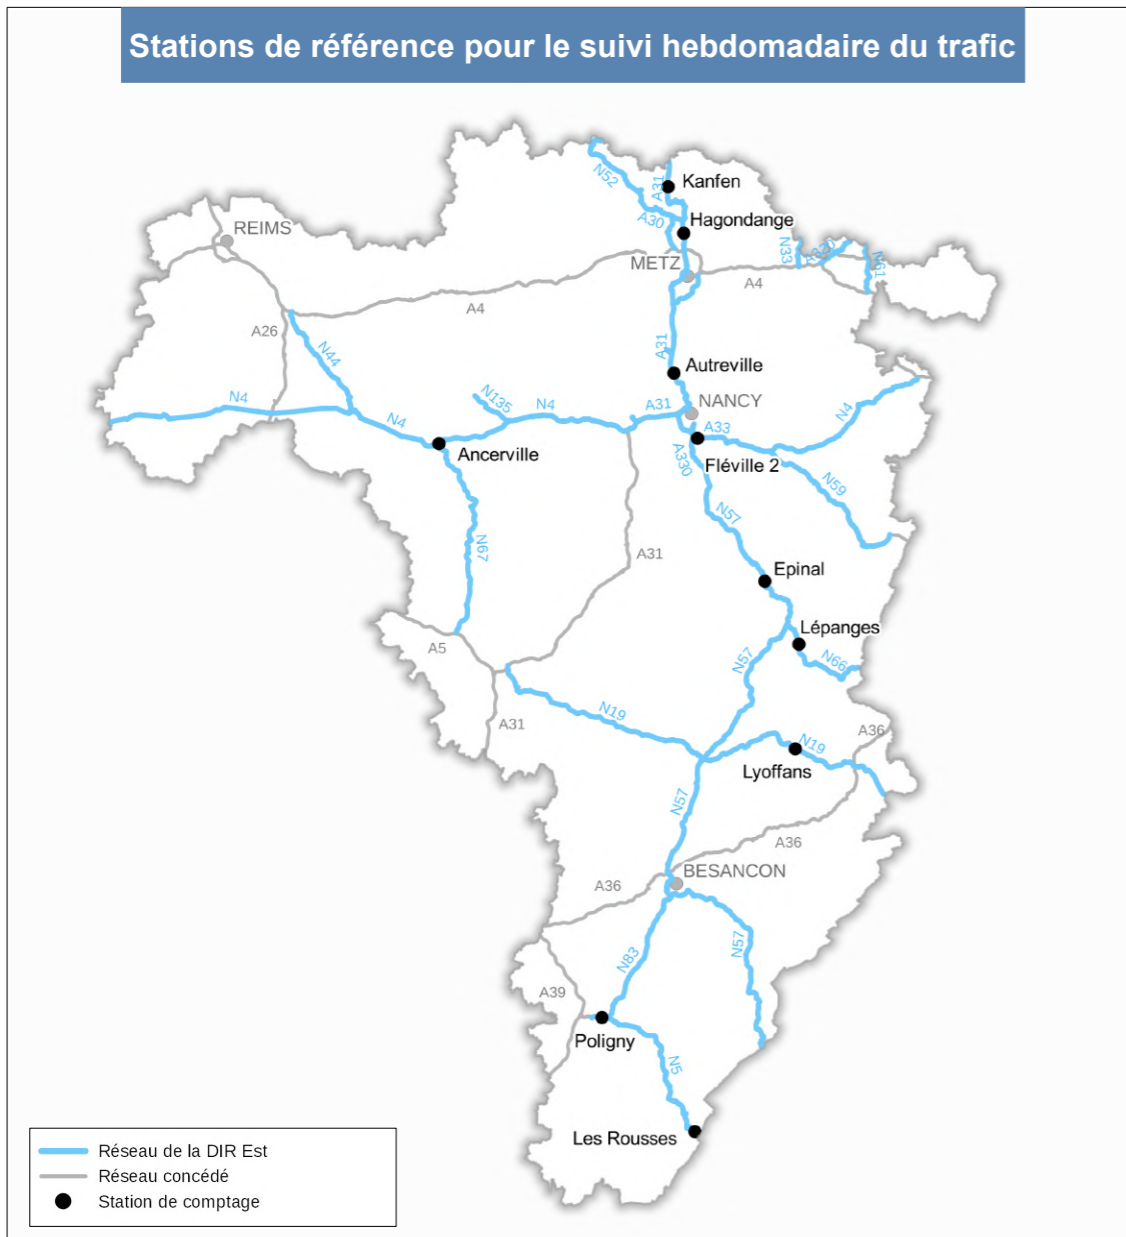 Stations de référence pour le suivi hebdomadaire du trafic
N52
A31
Kanfen
A30
Hagondange
REIMS
METZ
N33
A320
N61
A4
A4
A26
N44
A31
Autreville
N135
N4
N4
A31
NANCY
N4
N4
A33
Ancerville
A330
Fléville 2
N59
N57
N67
A31
Epinal
Lépanges
A5
N57
N66
N19
A31
N19
A36
Lyoffans
N57
A36
BESANCON
A36
N83
N57
A39
Poligny
N5
Les Rousses
Réseau de la DIR Est
Réseau concédé
Station de comptage